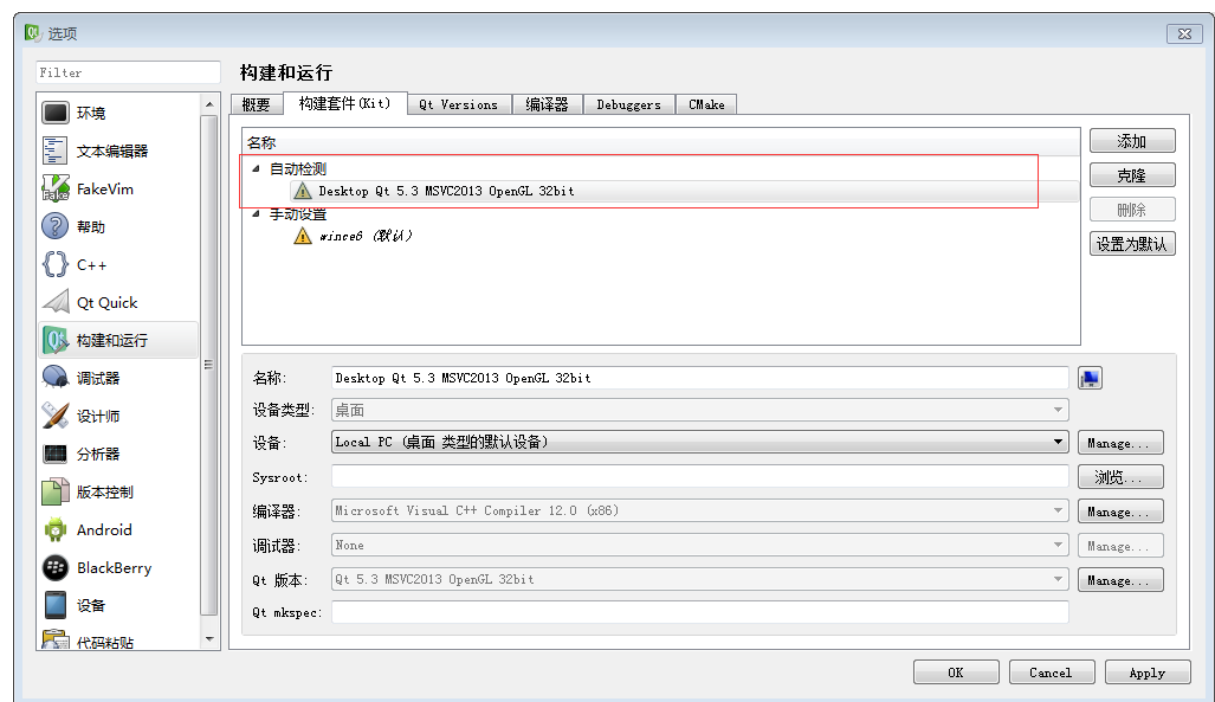 选项
Filter
环境
文本编辑器
FakeVim
帮助
C++
Qt Quick
构建和运行
调试器
设计师
分析器
版本控制
Android
BlackBerry
设备
代码粘贴
构建和运行
概要 构建套件(Kit) Qt Versions 编译器 Debuggers CMake
名称
自动检测
Desktop Qt 5.3 MSVC2013 OpenGL 32bit
手动设置
wince6 (默认)
添加
克隆
删除
设置为默认
名称: Desktop Qt 5.3 MSVC2013 OpenGL 32bit
设备类型: 桌面
设备: Local PC (桌面 类型的默认设备) Manage...
Sysroot: 浏览...
编译器: Microsoft Visual C++ Compiler 12.0 (x86) Manage...
调试器: None Manage...
Qt 版本: Qt 5.3 MSVC2013 OpenGL 32bit Manage...
Qt mkspec:
OK Cancel Apply